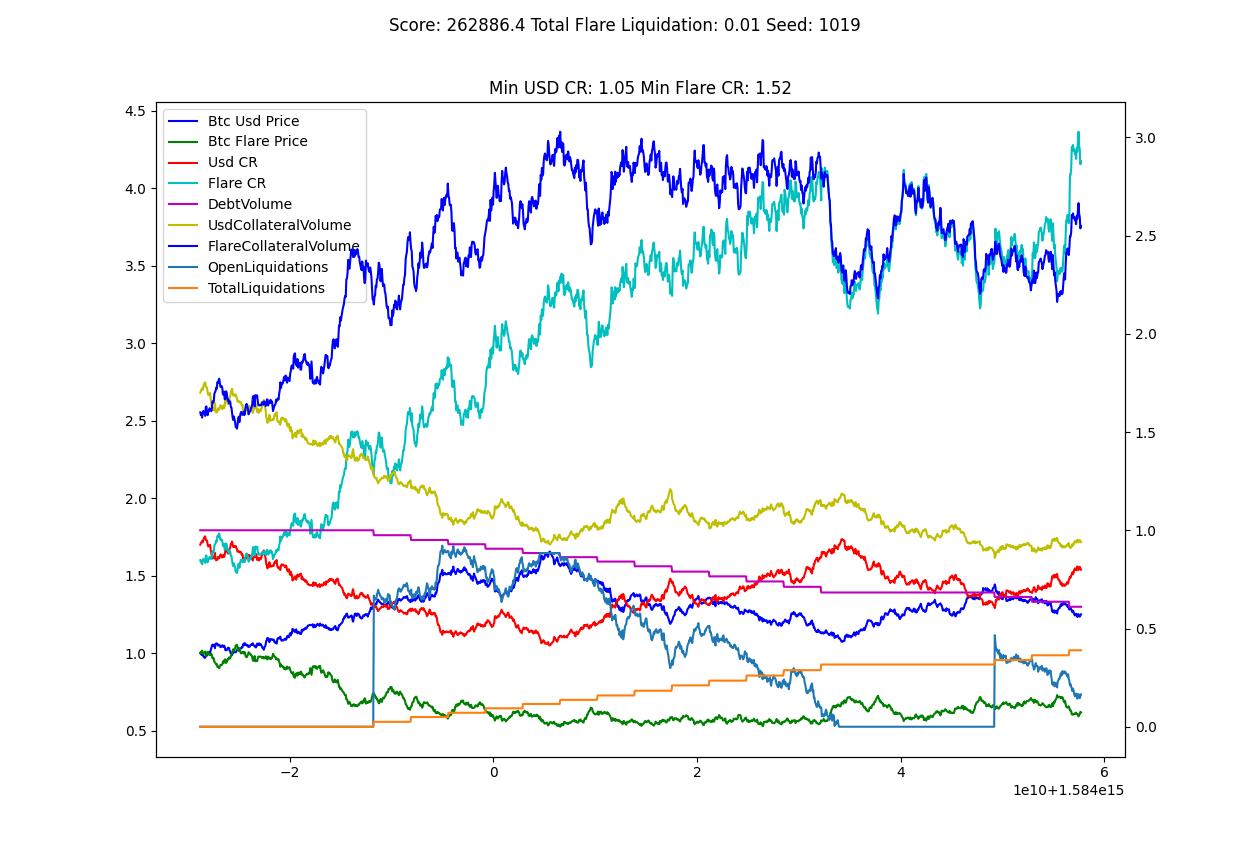 Score: 262886.4 Total Flare Liquidation: 0.01 Seed: 1019
Min USD CR: 1.05 Min Flare CR: 1.52
Btc Usd Price
Btc Flare Price
Usd CR
Flare CR
DebtVolume
UsdCollateralVolume
FlareCollateralVolume
OpenLiquidations
TotalLiquidations
4.5
4.0
3.5
3.0
2.5
2.0
1.5
1.0
0.5
3.0
2.5
2.0
1.5
1.0
0.5
0.0
−2
0
2
4
6
1e10+1.584e15